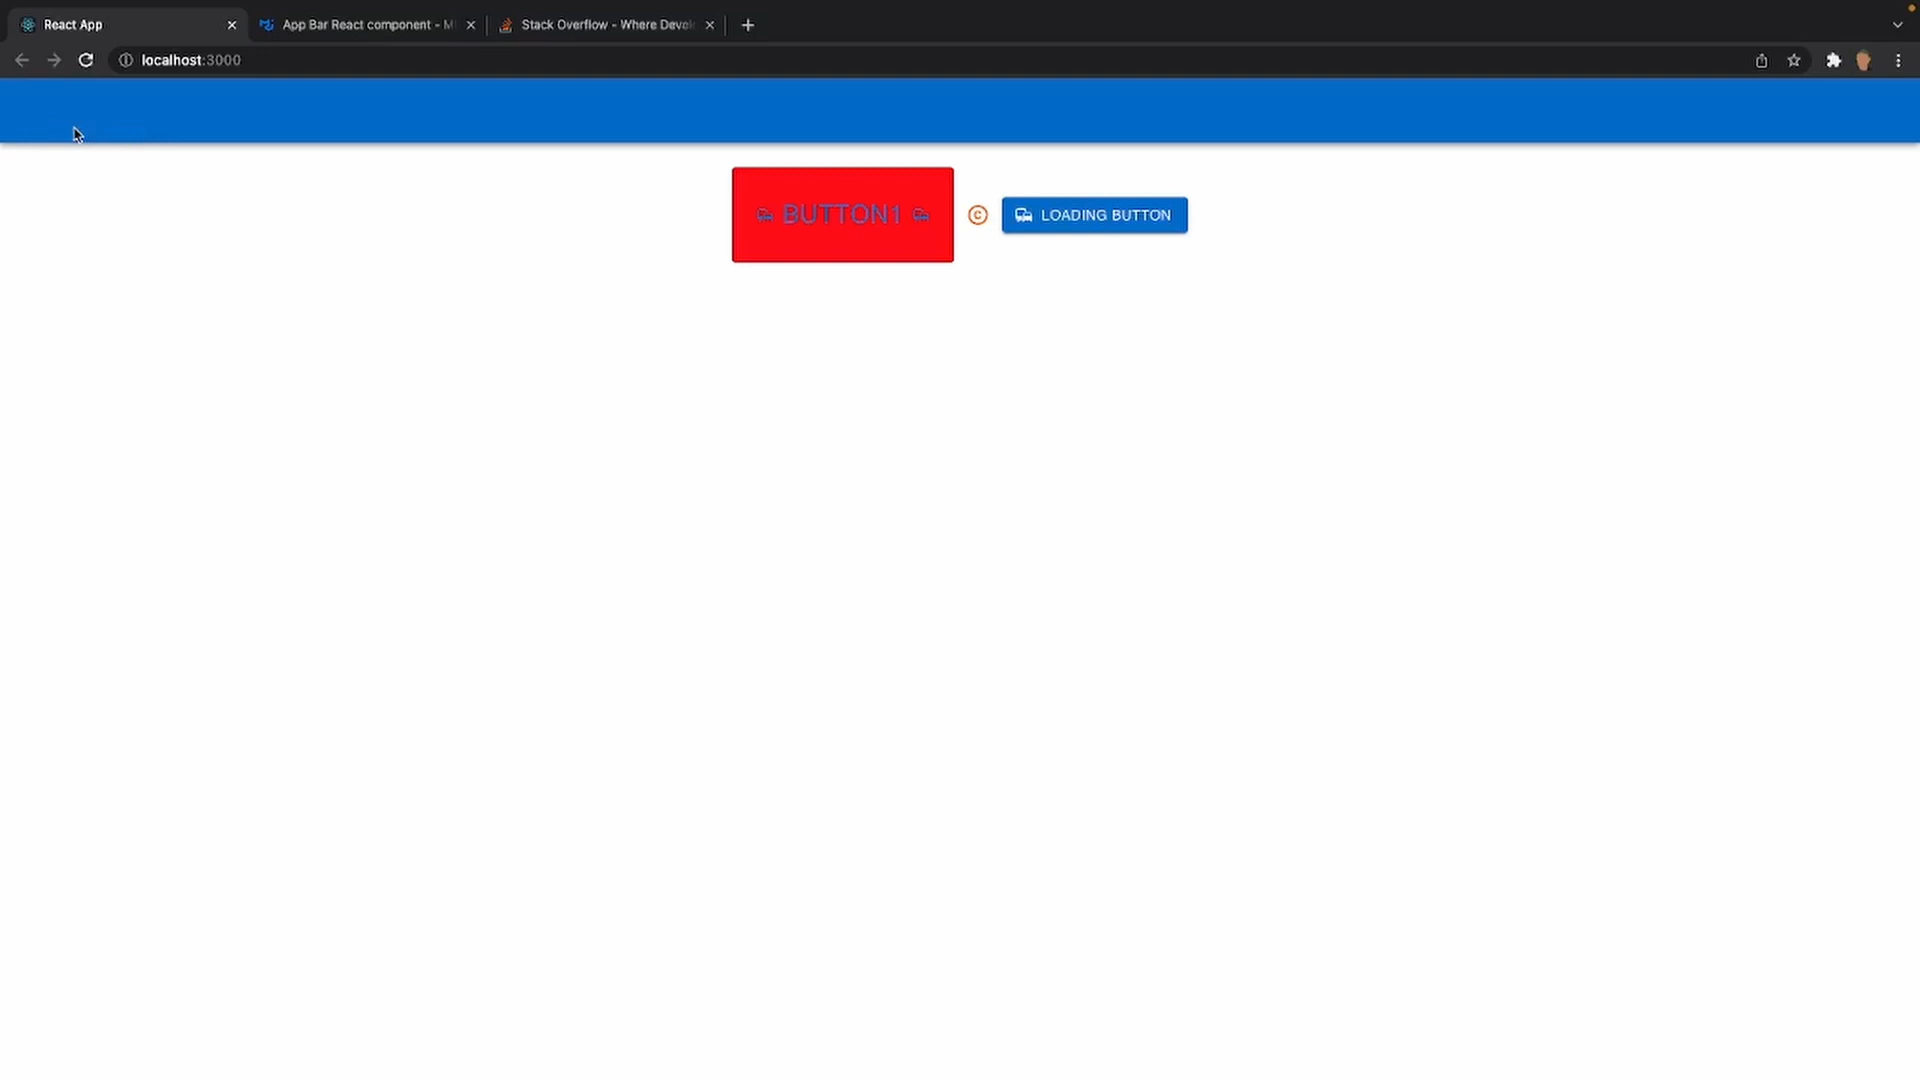 React App
App Bar React component - M
Stack Overflow - Where Devel
localhost:3000
BUTTON1
C
LOADING BUTTON